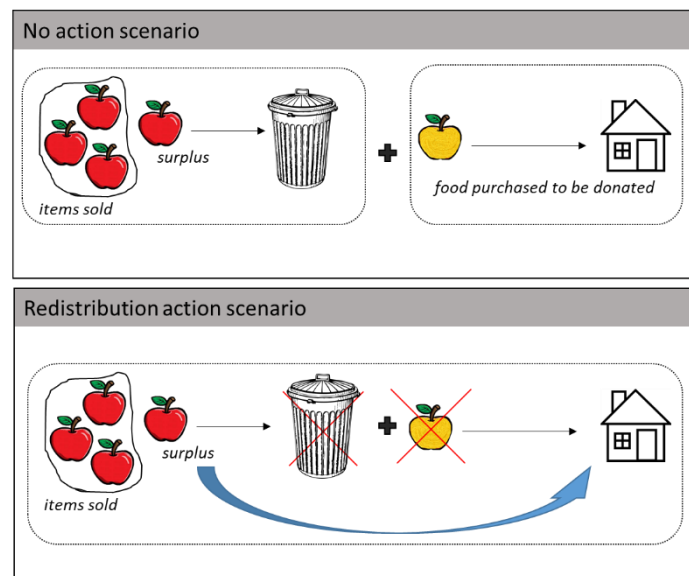 No action scenario
surplus
items sold
food purchased to be donated
Redistribution action scenario
surplus
items sold